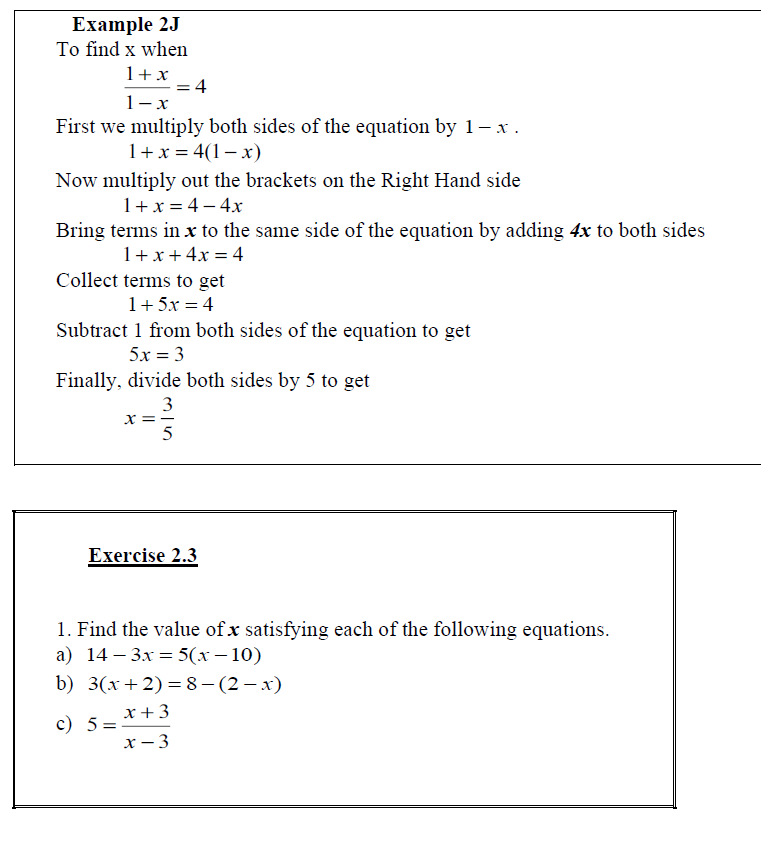 Example 2J
To find x when
1 + x
= 4
1 − x
First we multiply both sides of the equation by 1 − x .
1 + x = 4(1 − x)
Now multiply out the brackets on the Right Hand side
1 + x = 4 − 4x
Bring terms in x to the same side of the equation by adding 4x to both sides
1 + x + 4x = 4
Collect terms to get
1 + 5x = 4
Subtract 1 from both sides of the equation to get
5x = 3
Finally, divide both sides by 5 to get
3
x =
5
Exercise 2.3
1. Find the value of x satisfying each of the following equations.
a) 14 − 3x = 5(x − 10)
b) 3(x + 2) = 8 − (2 − x)
x + 3
c) 5 =
x − 3